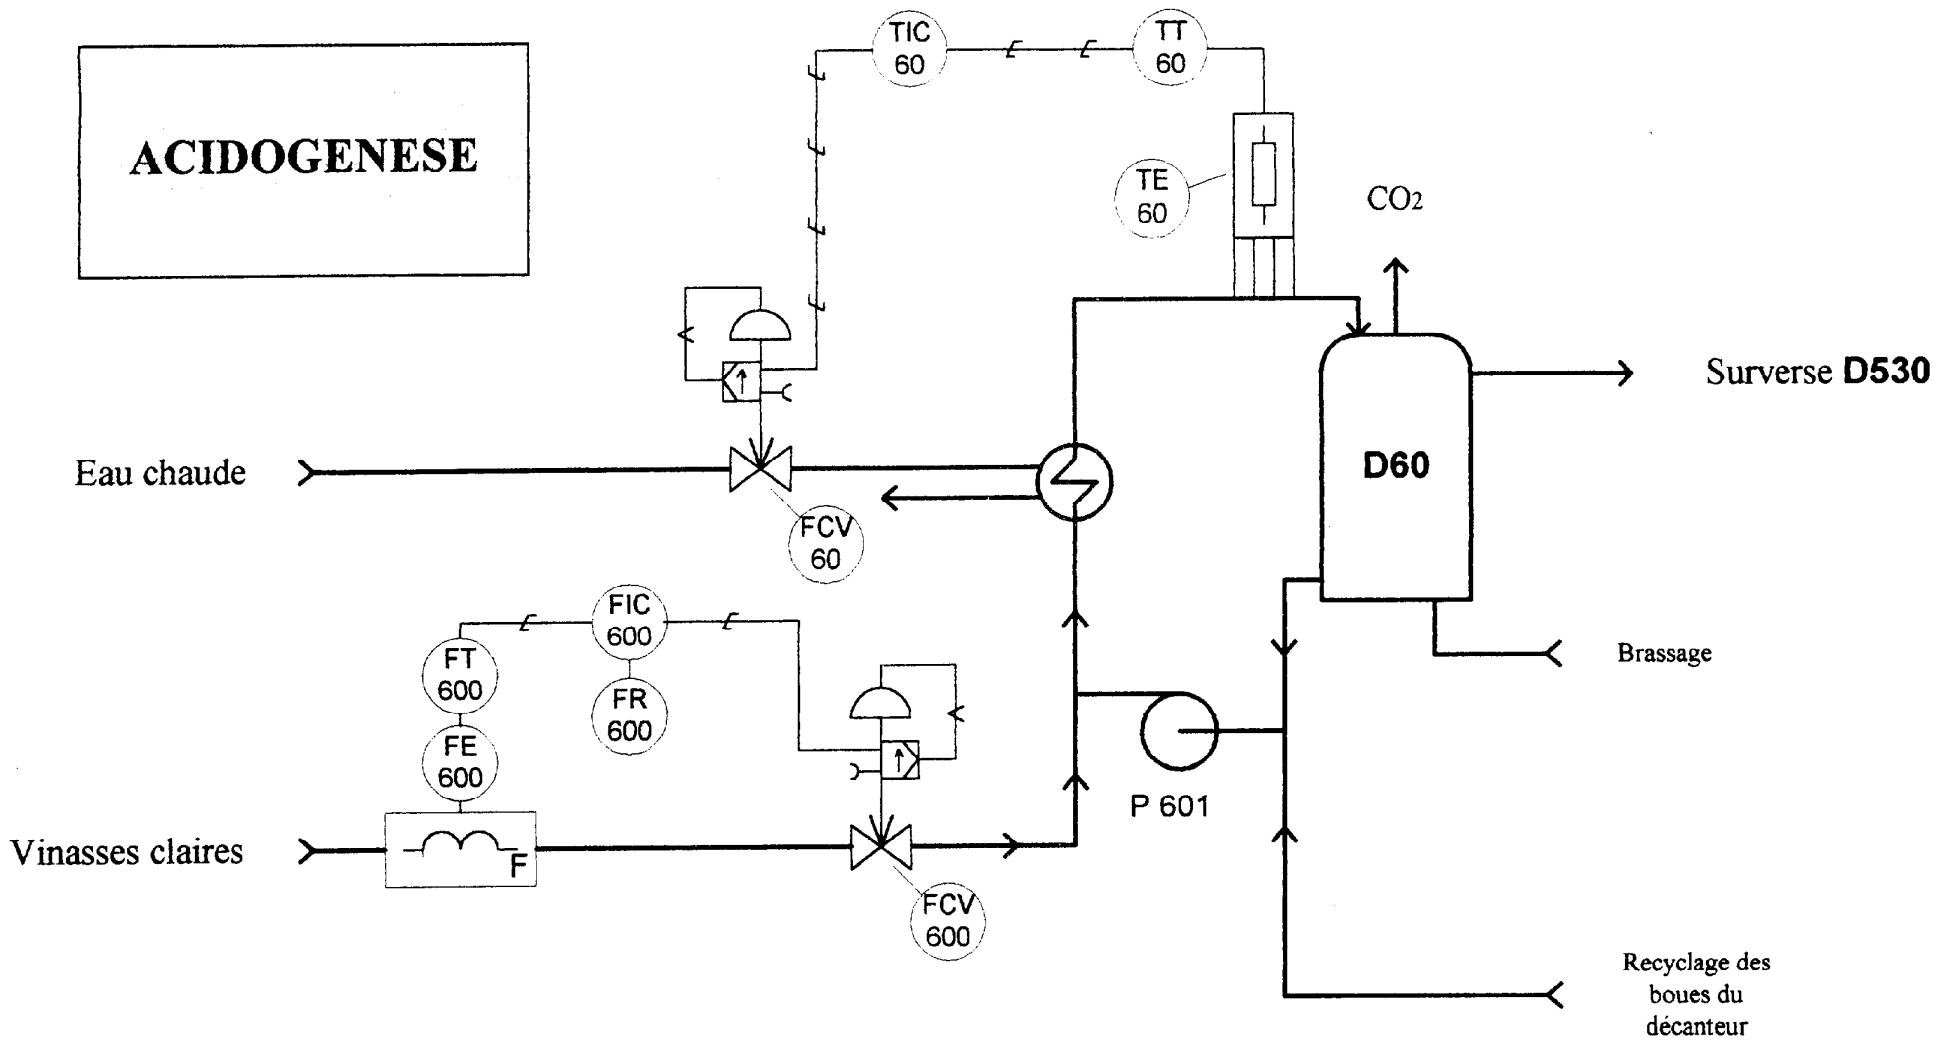 ACIDOGENESE
TIC
60
TT
60
TE
60
CO2
Surverse D530
D60
Eau chaude
FCV
60
FIC
600
FT
600
FR
600
FE
600
Brassage
P 601
Vinasses claires
F
FCV
600
Recyclage des
boues du
décanteur